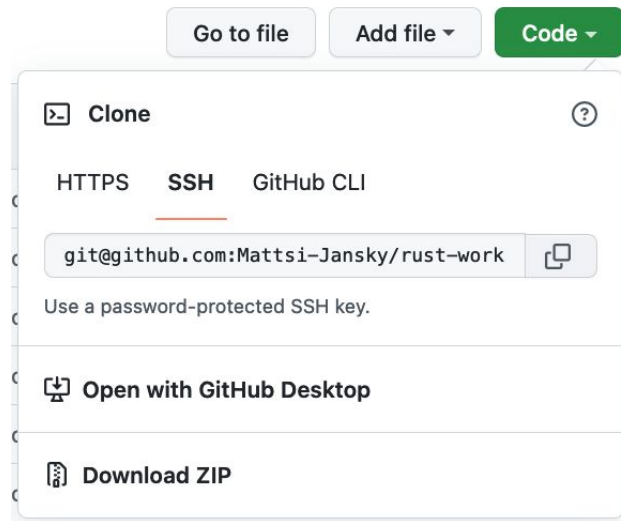 Go to file Add file Code
Clone
HTTPS SSH GitHub CLI
git@github.com:Mattsi-Jansky/rust-work
Use a password-protected SSH key.
Open with GitHub Desktop
Download ZIP